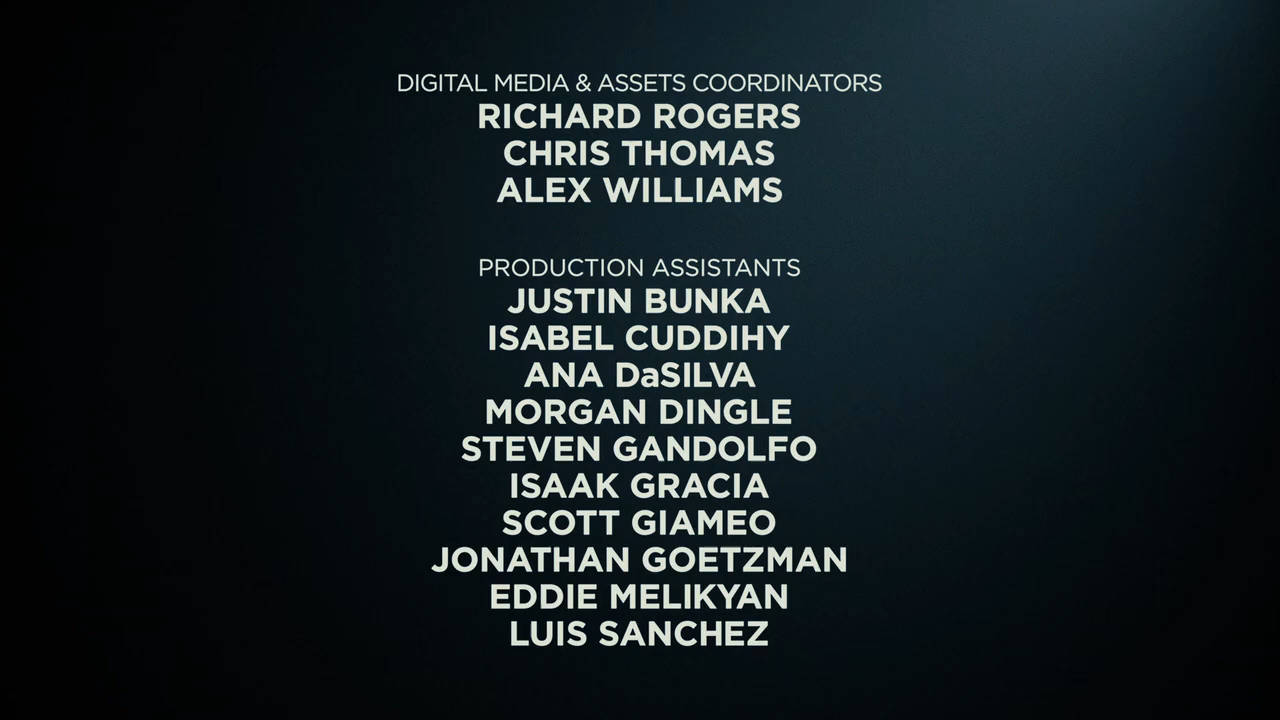 DIGITAL MEDIA & ASSETS COORDINATORS
RICHARD ROGERS
CHRIS THOMAS
ALEX WILLIAMS
PRODUCTION ASSISTANTS
JUSTIN BUNKA
ISABEL CUDDIHY
ANA DaSILVA
MORGAN DINGLE
STEVEN GANDOLFO
ISAAK GRACIA
SCOTT GIAMEO
JONATHAN GOETZMAN
EDDIE MELIKYAN
LUIS SANCHEZ